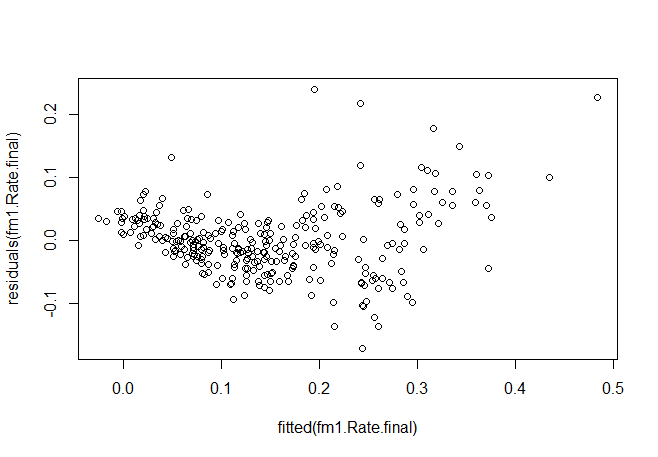 residuals(fm1.Rate.final)
0.2
0.1
0.0
-0.1
0.0 0.1 0.2 0.3 0.4 0.5
fitted(fm1.Rate.final)